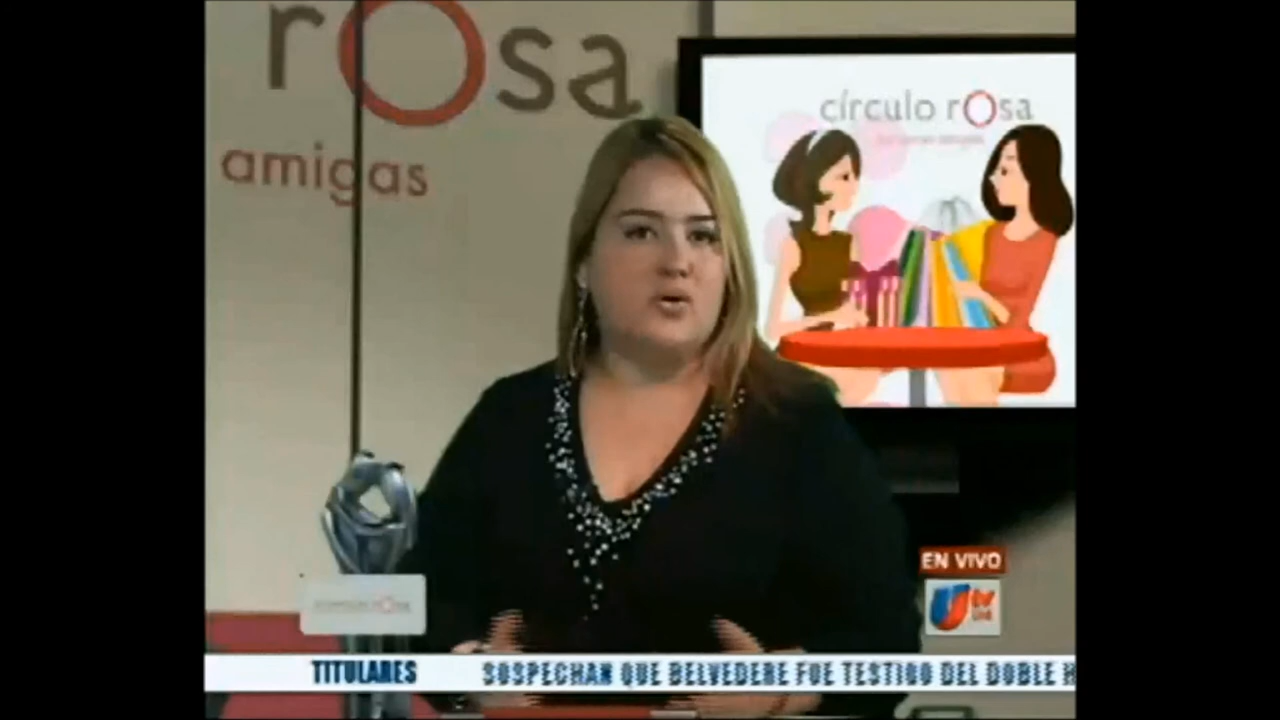 rosa
amigas
círculo rosa
EN VIVO
TITULARES SOSPECHAN QUE BELVEDERE FUE TESTIGO DEL DOBLE H